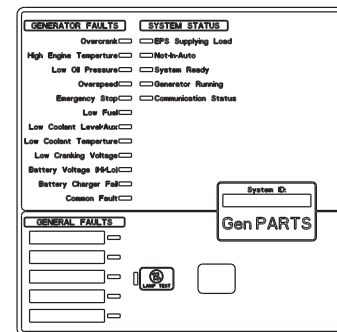 GENERATOR FAULTS
Overcrank
High Engine Temperture
Low Oil Pressure
Overspeed
Emergency Stop
Low Fuel
Low Coolant Level/Aux
Low Coolant Temperture
Low Cranking Voltage
Battery Voltage (Hi/Lo)
Battery Charger Fail
Common Fault
SYSTEM STATUS
EPS Supplying Load
Not-In-Auto
System Ready
Generator Running
Communication Status
System ID:
Gen PARTS
GENERAL FAULTS
LAMP TEST